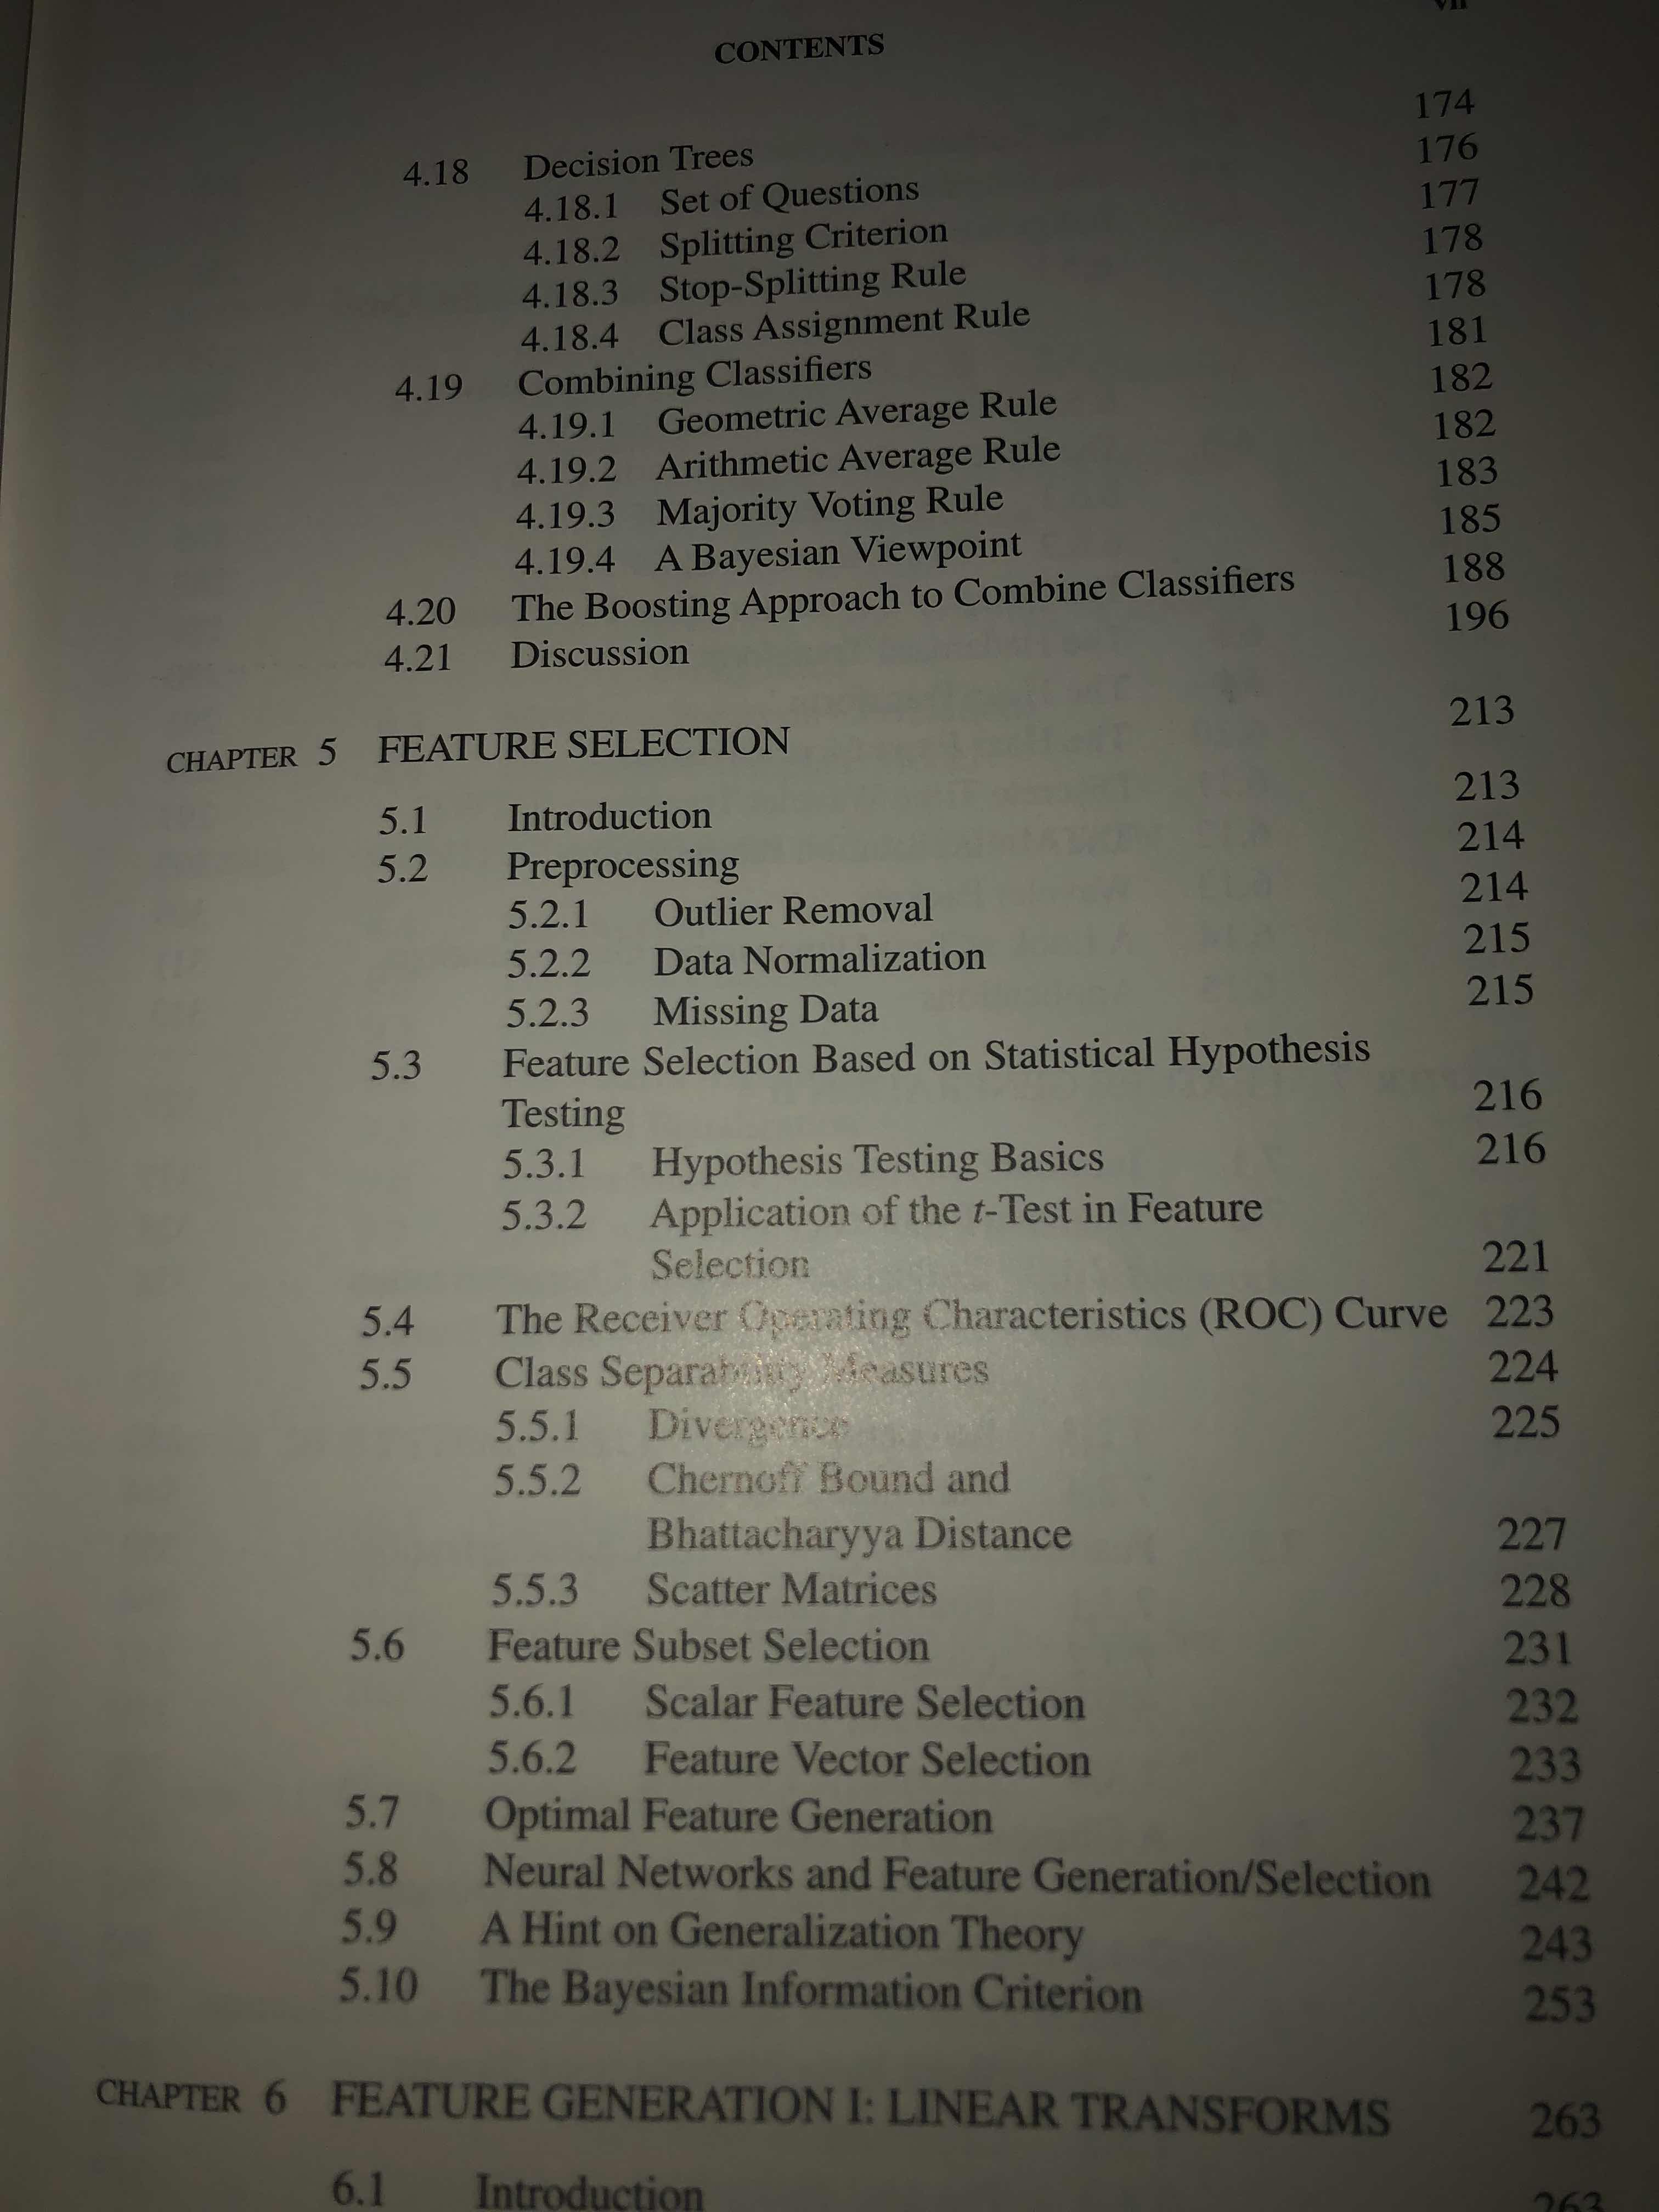 vii
CONTENTS
4.18 Decision Trees 174
4.18.1 Set of Questions 176
4.18.2 Splitting Criterion 177
4.18.3 Stop-Splitting Rule 178
4.18.4 Class Assignment Rule 178
4.19 Combining Classifiers 181
4.19.1 Geometric Average Rule 182
4.19.2 Arithmetic Average Rule 182
4.19.3 Majority Voting Rule 183
4.19.4 A Bayesian Viewpoint 185
4.20 The Boosting Approach to Combine Classifiers 188
4.21 Discussion 196
CHAPTER 5 FEATURE SELECTION 213
5.1 Introduction 213
5.2 Preprocessing 214
5.2.1 Outlier Removal 214
5.2.2 Data Normalization 215
5.2.3 Missing Data 215
5.3 Feature Selection Based on Statistical Hypothesis
Testing 216
5.3.1 Hypothesis Testing Basics 216
5.3.2 Application of the t-Test in Feature
Selection 221
5.4 The Receiver Operating Characteristics (ROC) Curve 223
5.5 Class Separability Measures 224
5.5.1 Divergence 225
5.5.2 Chernoff Bound and
Bhattacharyya Distance 227
5.5.3 Scatter Matrices 228
5.6 Feature Subset Selection 231
5.6.1 Scalar Feature Selection 232
5.6.2 Feature Vector Selection 233
5.7 Optimal Feature Generation 237
5.8 Neural Networks and Feature Generation/Selection 242
5.9 A Hint on Generalization Theory 243
5.10 The Bayesian Information Criterion 253
CHAPTER 6 FEATURE GENERATION I: LINEAR TRANSFORMS 263
6.1 Introduction 263